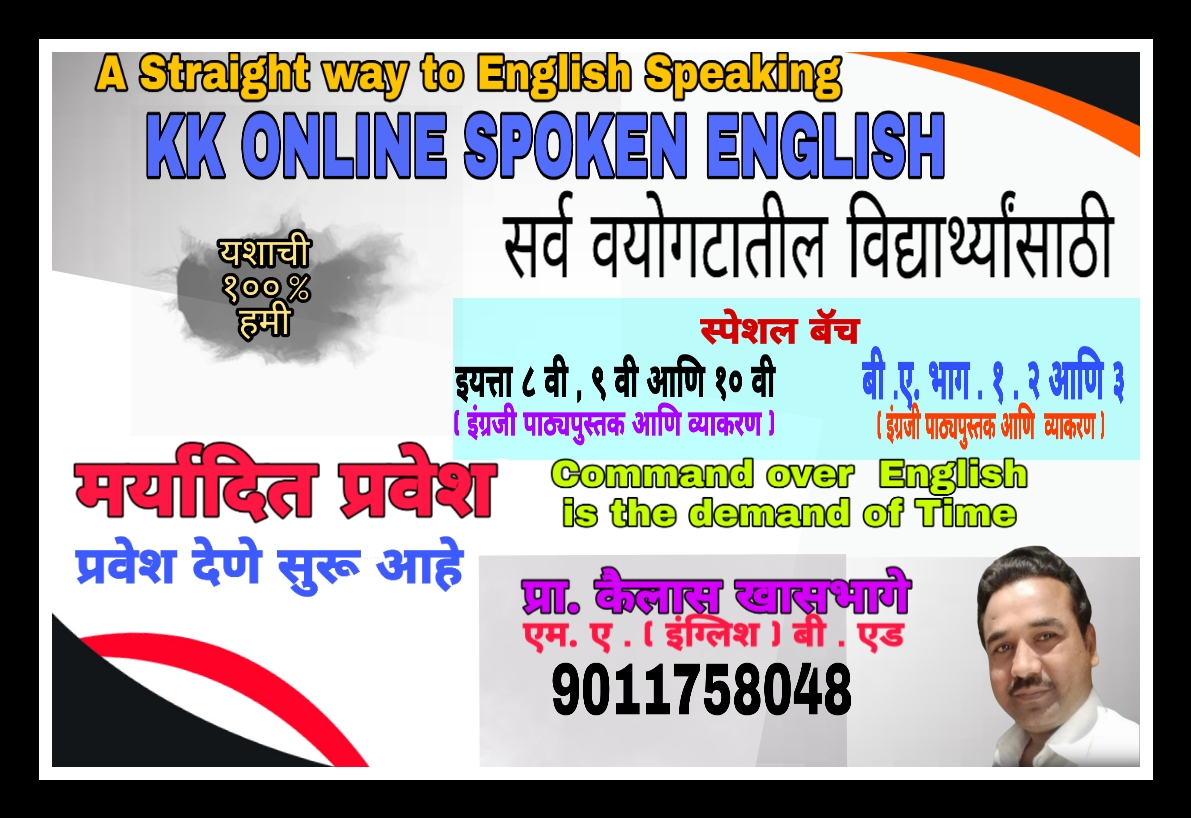 A Straight way to English Speaking
KK ONLINE SPOKEN ENGLISH
सर्व वयोगटातील विद्यार्थ्यांसाठी
यशाची
१००%
हमी
स्पेशल बॅच
इयत्ता ८ वी , ९ वी आणि १० वी
( इंग्रजी पाठ्यपुस्तक आणि व्याकरण )
बी .ए. भाग . १ . २ आणि ३
( इंग्रजी पाठ्यपुस्तक आणि व्याकरण )
मर्यादित प्रवेश
प्रवेश देणे सुरू आहे
Command over English
is the demand of Time
प्रा. कैलास खासभागे
एम. ए . ( इंग्लिश ) बी . एड
9011758048